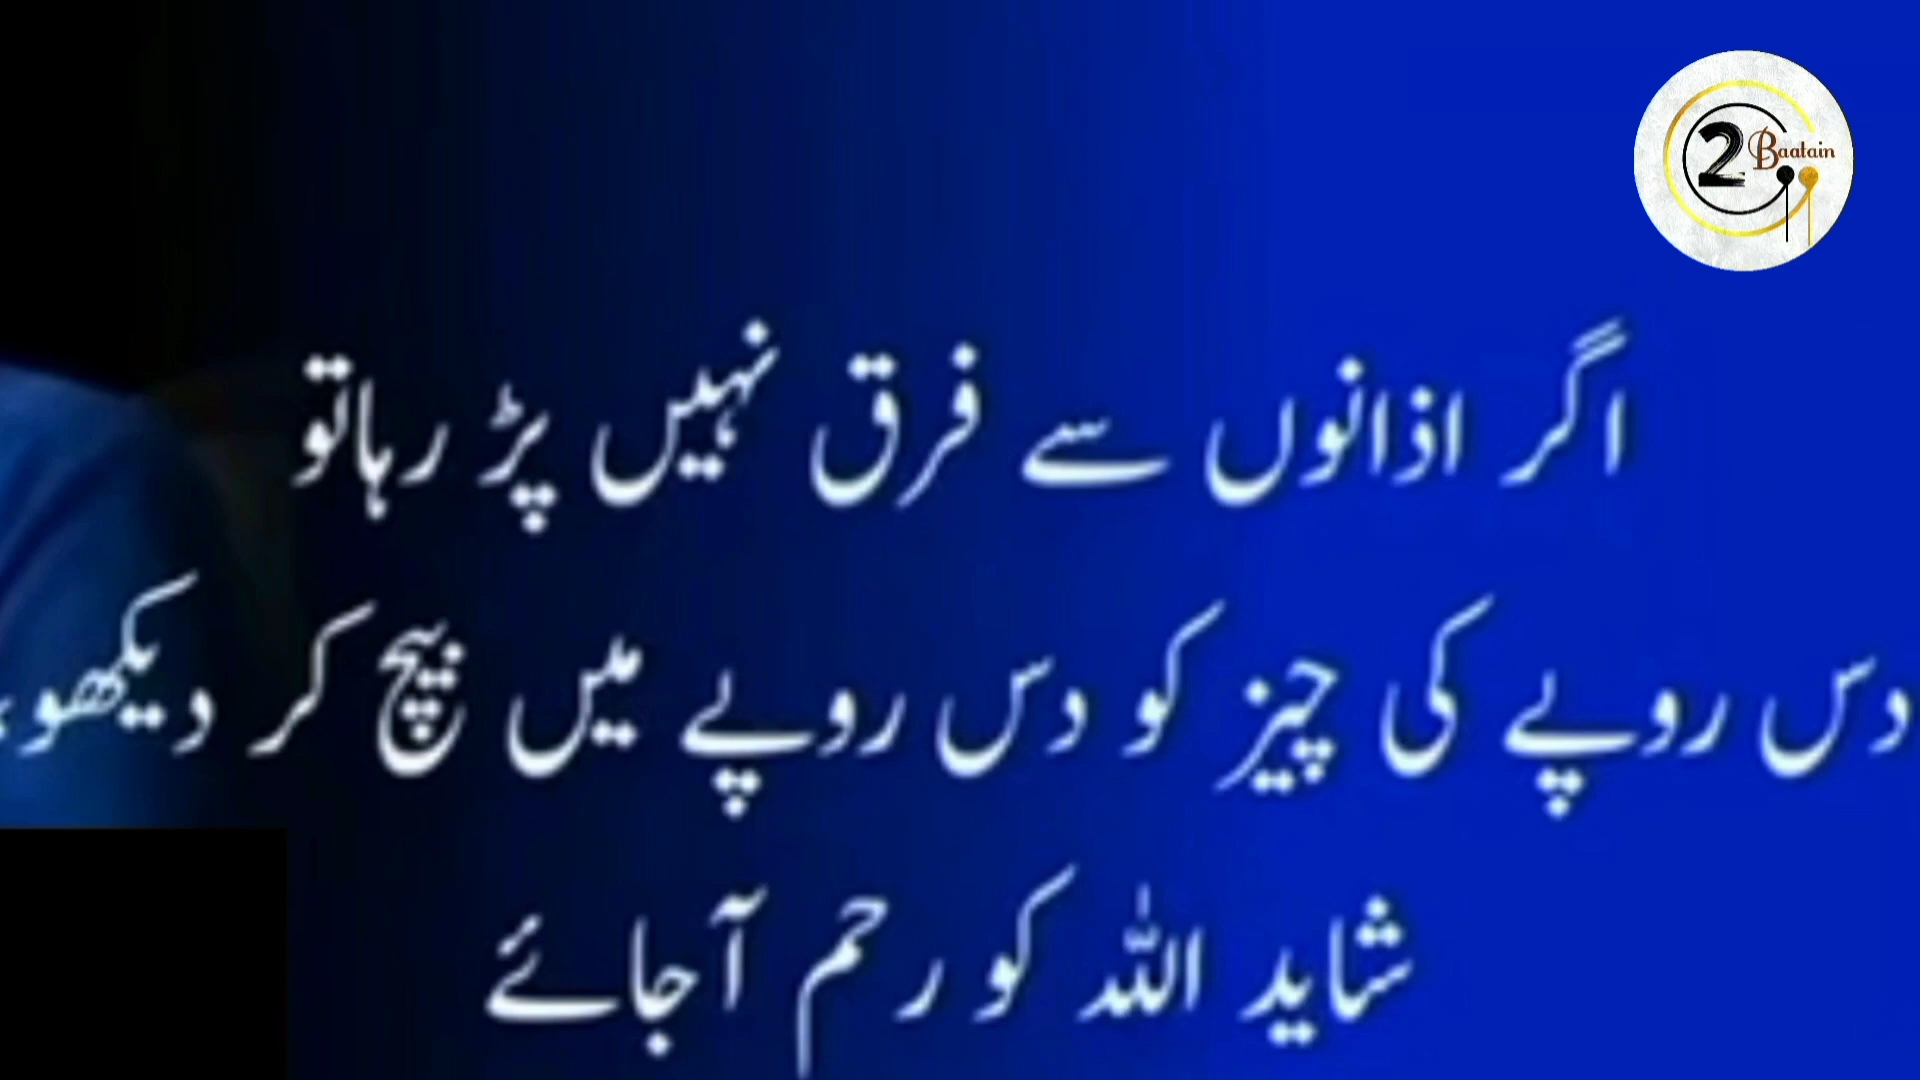 2 Baatain
اگر اذانوں سے فرق نہیں پڑ رہا تو
دس روپے کی چیز کو دس روپے میں بیچ کر دیکھو،
شاید اللہ کو رحم آ جائے